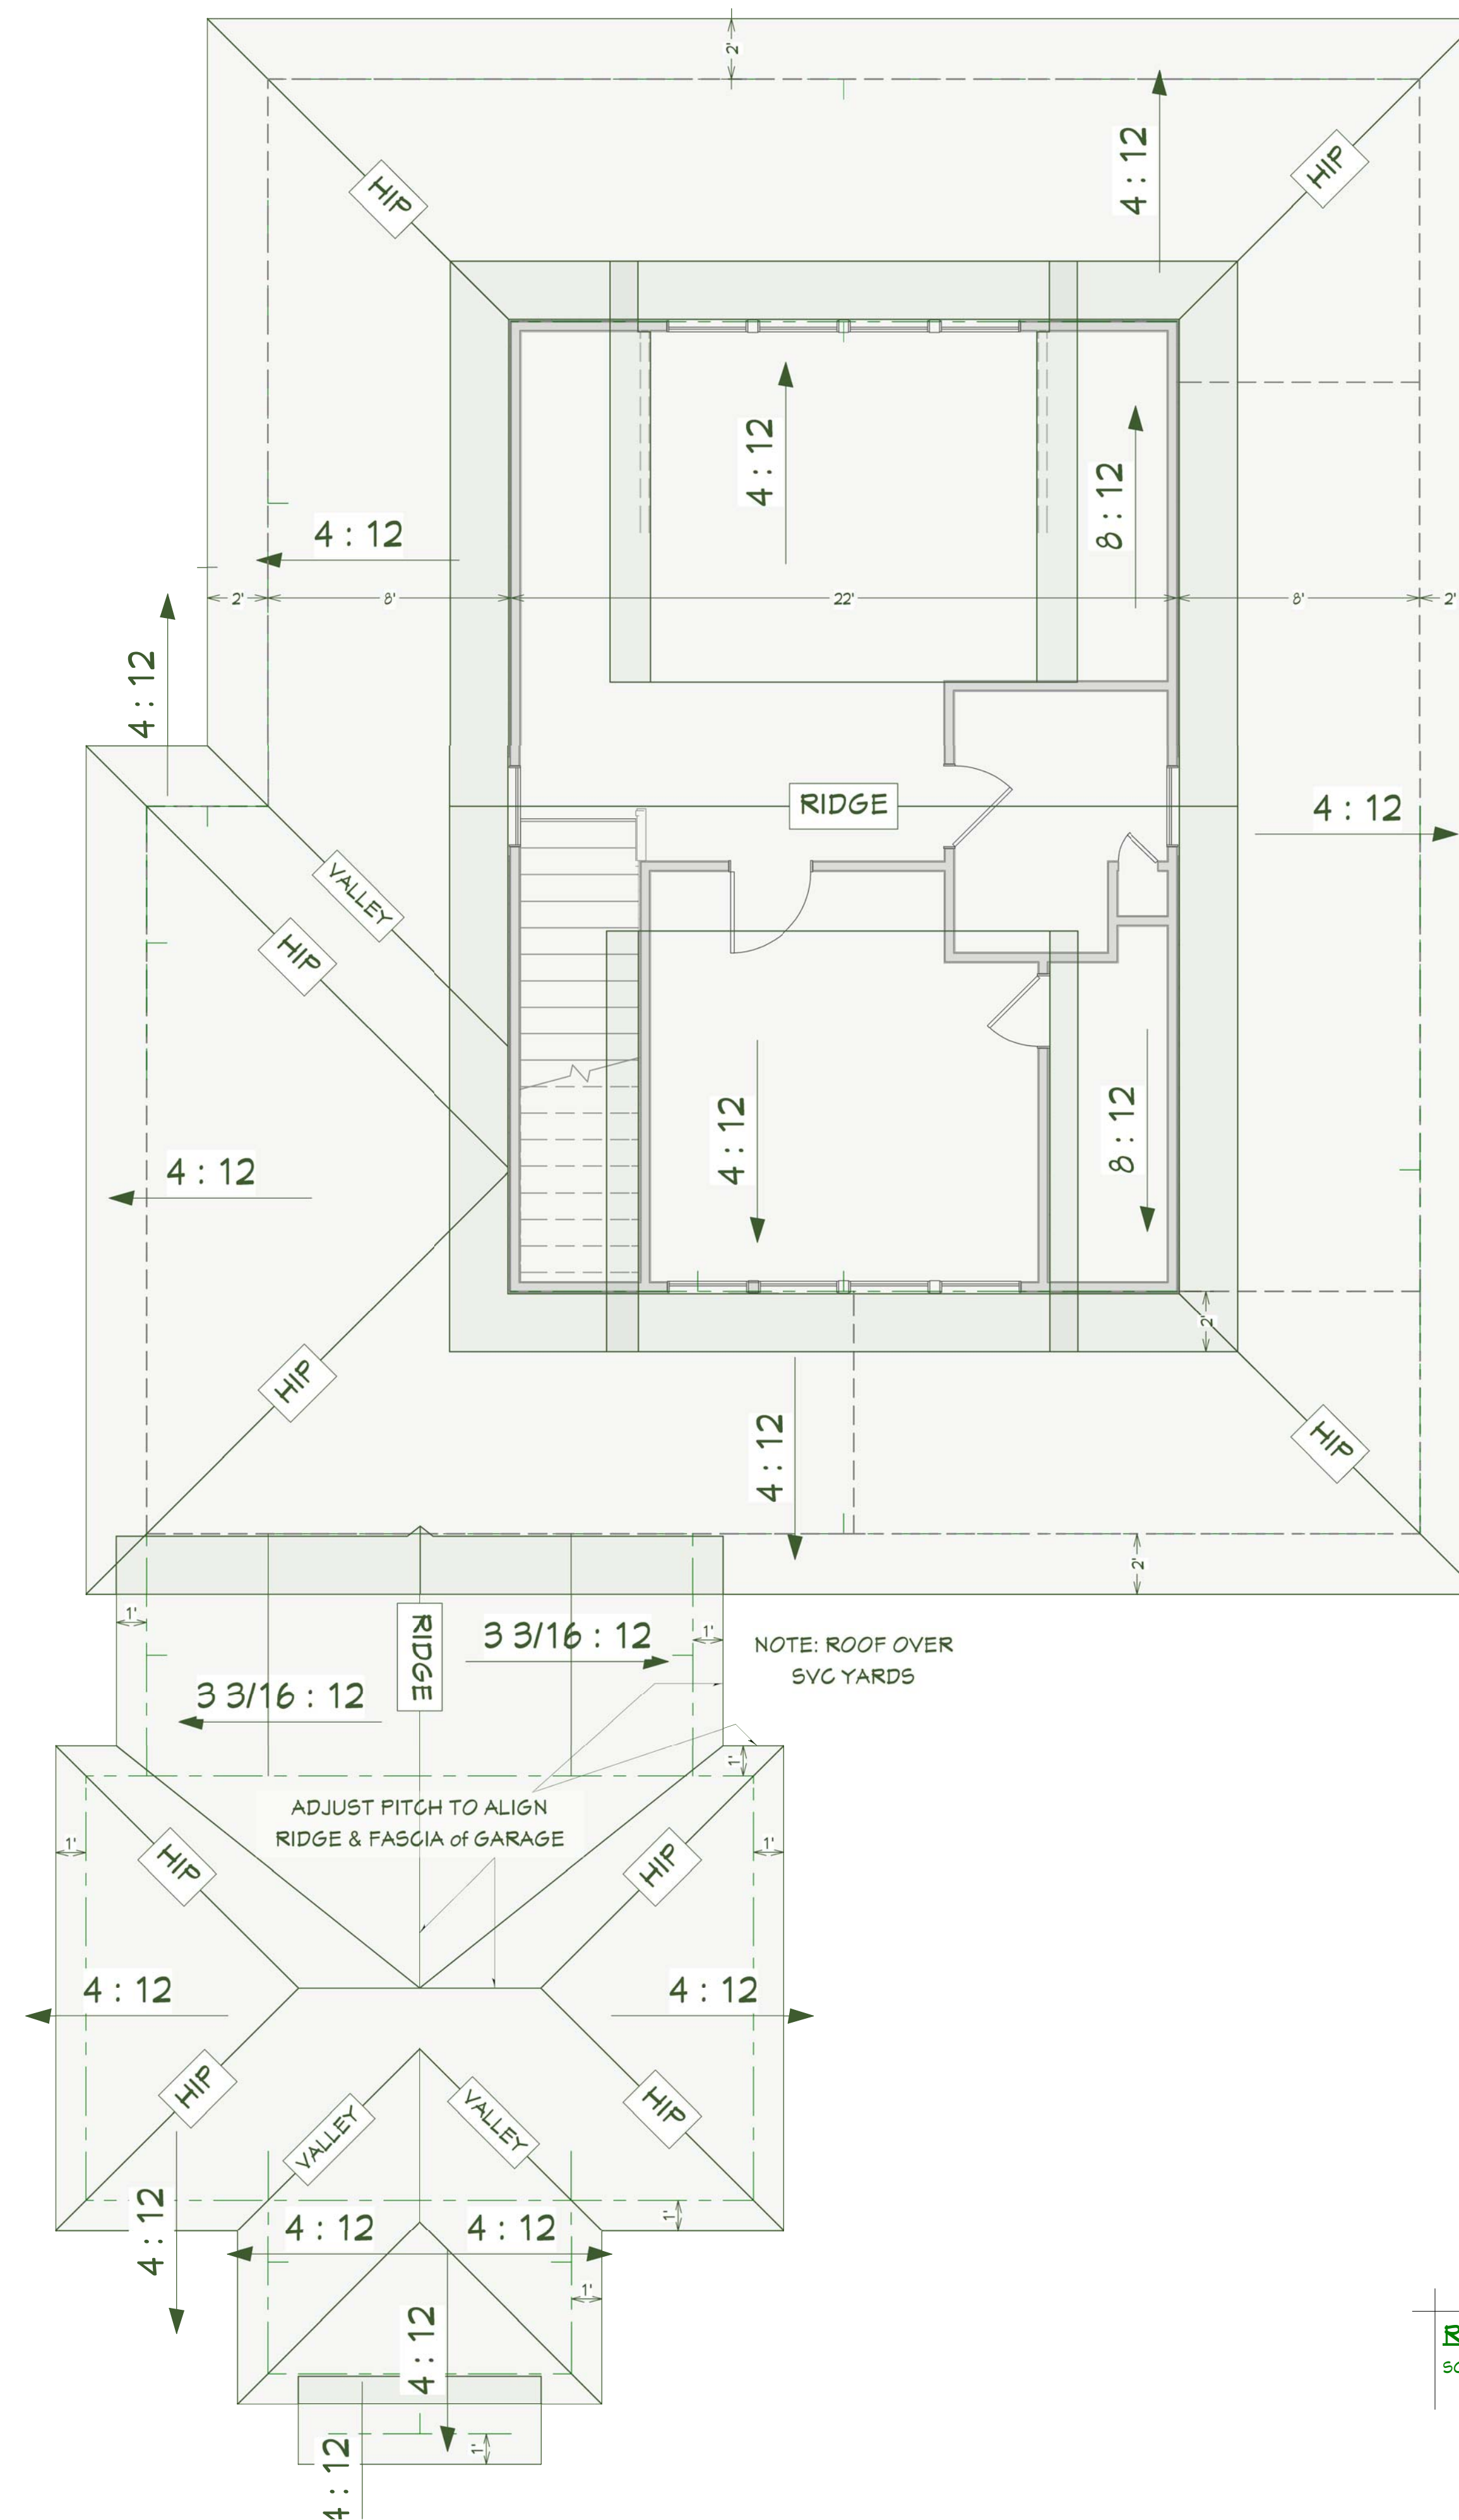 2'
4 : 12
HIP
HIP
4 : 12
8 : 12
4 : 12
2'
8'
22'
8'
2'
4 : 12
RIDGE
4 : 12
VALLEY
HIP
4 : 12
4 : 12
8 : 12
2'
HIP
4 : 12
HIP
2'
1'
RIDGE
3 3/16 : 12
1'
NOTE: ROOF OVER
SVC YARDS
3 3/16 : 12
1'
ADJUST PITCH TO ALIGN
RIDGE & FASCIA of GARAGE
1'
1'
HIP
HIP
4 : 12
4 : 12
HIP
VALLEY
VALLEY
HIP
4 : 12
4 : 12
4 : 12
1'
1'
4 : 12
1'
4 : 12